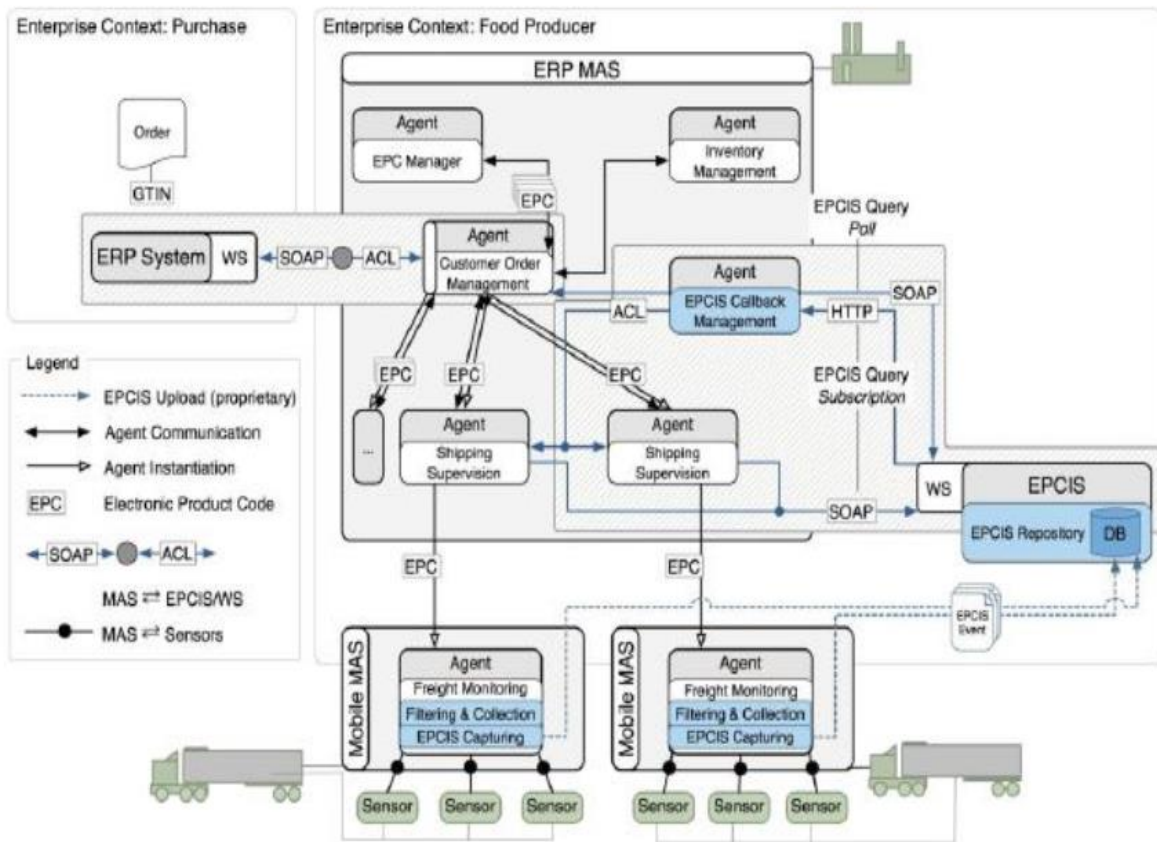 Enterprise Context: Purchase
Enterprise Context: Food Producer
ERP MAS
Order
GTIN
Agent
EPC Manager
Agent
Inventory
Management
EPC
EPCIS Query
Poll
ERP System
WS
SOAP
ACL
Agent
Customer Order
Management
Agent
EPCIS Callback
Management
ACL
SOAP
HTTP
EPCIS Query
Subscription
EPC
EPC
EPC
...
Agent
Shipping
Supervision
Agent
Shipping
Supervision
SOAP
WS
EPCIS
EPCIS Repository
DB
Legend
EPCIS Upload (proprietary)
Agent Communication
Agent Instantiation
EPC
Electronic Product Code
SOAP
ACL
MAS ⇄ EPCIS/WS
MAS ⇄ Sensors
EPC
EPC
EPCIS
Event
Mobile MAS
Agent
Freight Monitoring
Filtering & Collection
EPCIS Capturing
Mobile MAS
Agent
Freight Monitoring
Filtering & Collection
EPCIS Capturing
Sensor
Sensor
Sensor
Sensor
Sensor
Sensor